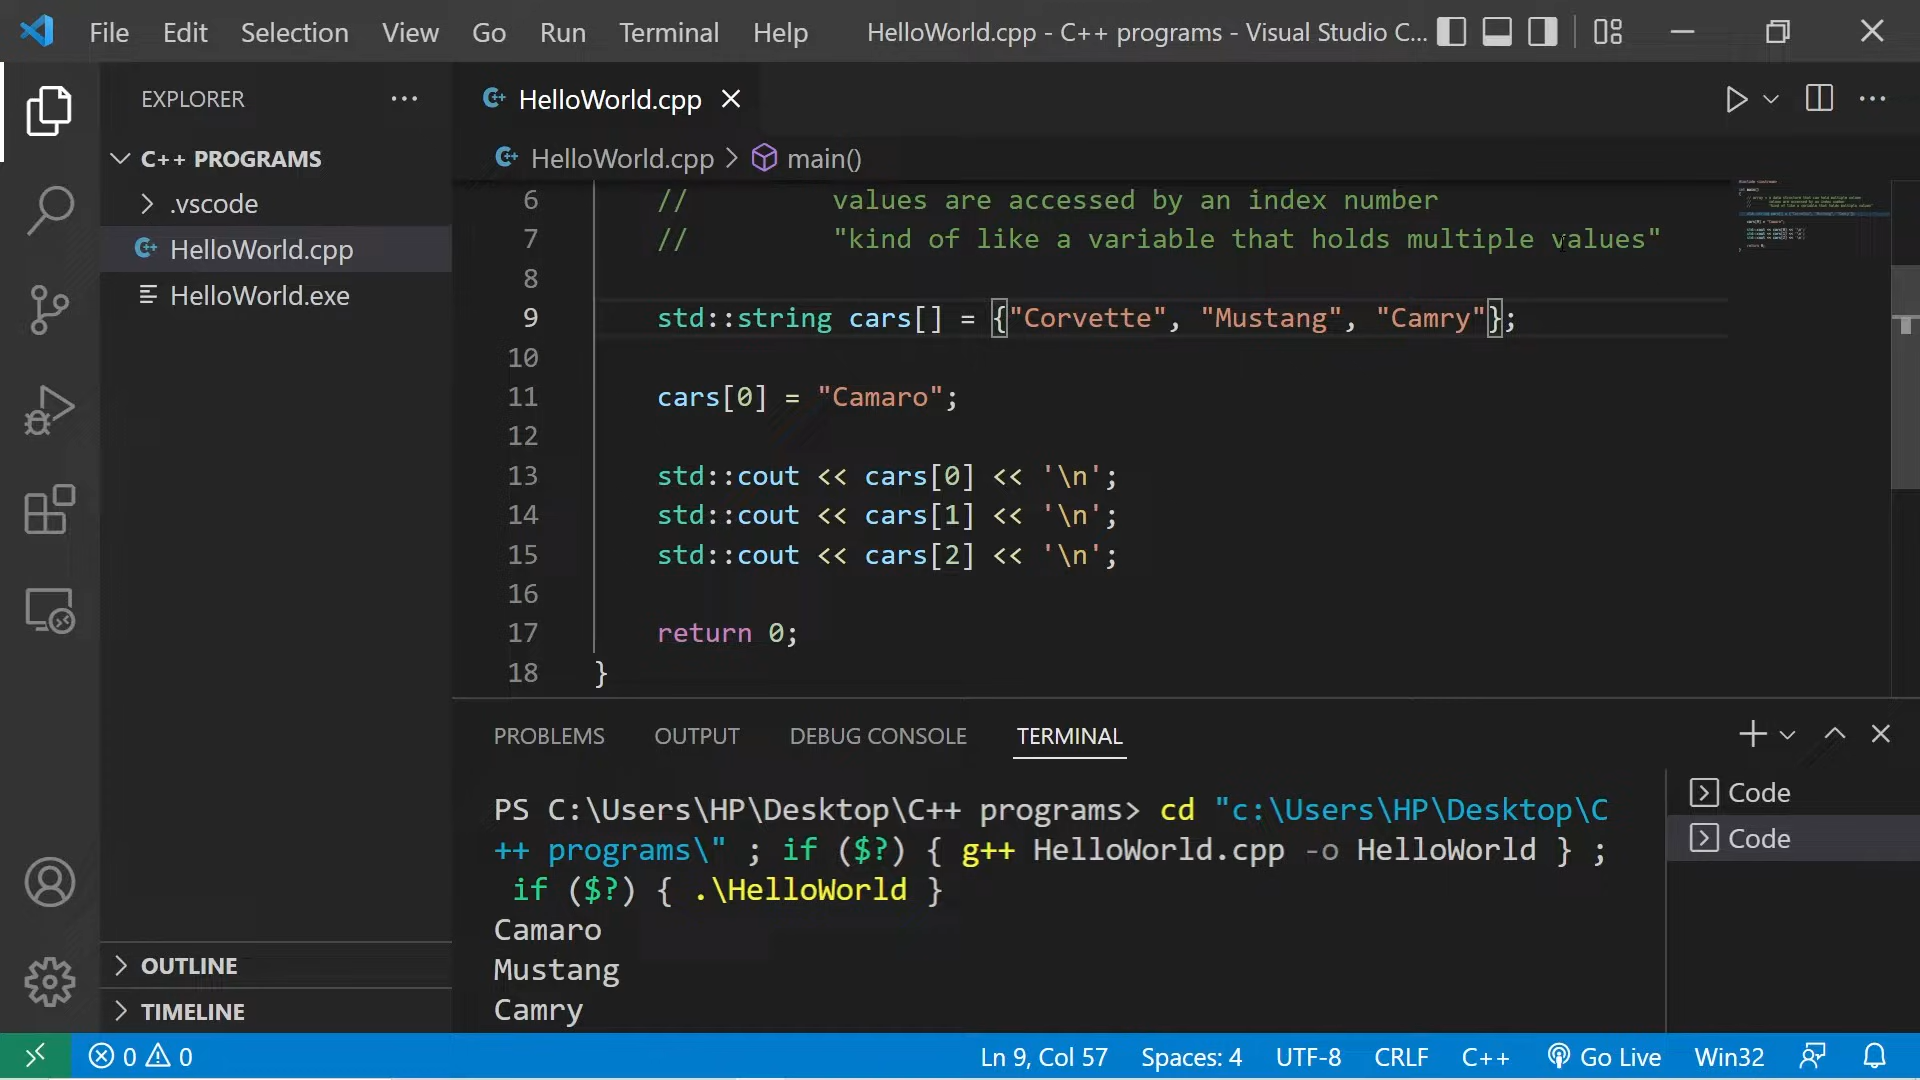 File Edit Selection View Go Run Terminal Help HelloWorld.cpp - C++ programs - Visual Studio C...
EXPLORER
HelloWorld.cpp
C++ PROGRAMS
HelloWorld.cpp > main()
.vscode
HelloWorld.cpp
HelloWorld.exe
6 // values are accessed by an index number
7 // "kind of like a variable that holds multiple values"
8
9 std::string cars[] = {"Corvette", "Mustang", "Camry"};
10
11 cars[0] = "Camaro";
12
13 std::cout << cars[0] << '\n';
14 std::cout << cars[1] << '\n';
15 std::cout << cars[2] << '\n';
16
17 return 0;
18 }
PROBLEMS OUTPUT DEBUG CONSOLE TERMINAL
PS C:\Users\HP\Desktop\C++ programs> cd "c:\Users\HP\Desktop\C
++ programs\" ; if ($?) { g++ HelloWorld.cpp -o HelloWorld } ;
if ($?) { .\HelloWorld }
Camaro
Mustang
Camry
Code
Code
OUTLINE
TIMELINE
0 0 Ln 9, Col 57 Spaces: 4 UTF-8 CRLF C++ Go Live Win32